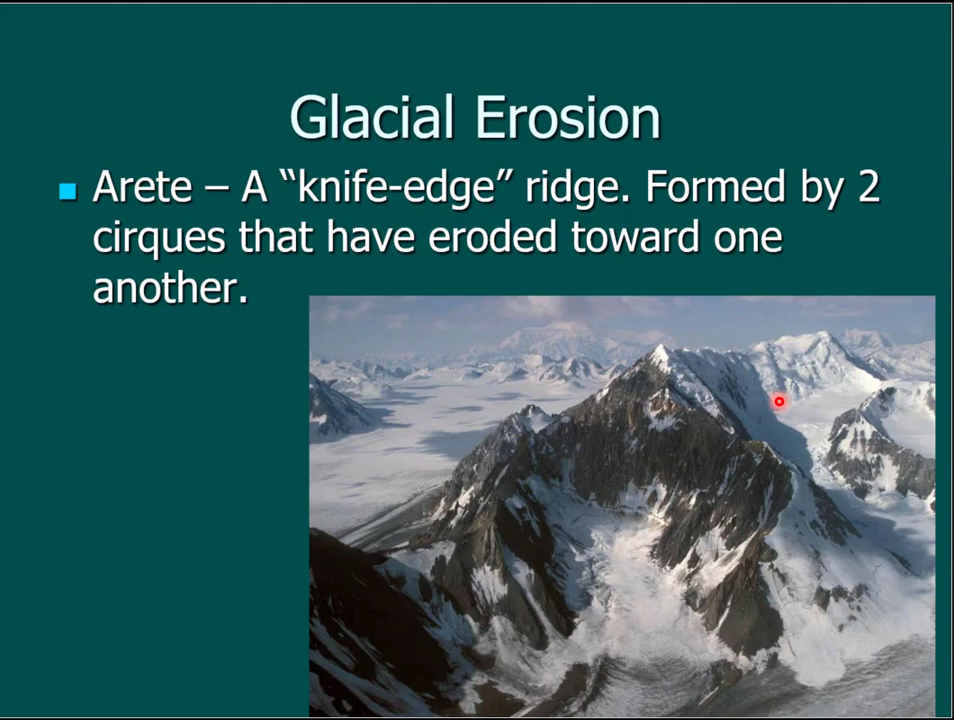 Glacial Erosion
Arete – A “knife-edge” ridge. Formed by 2
cirques that have eroded toward one
another.